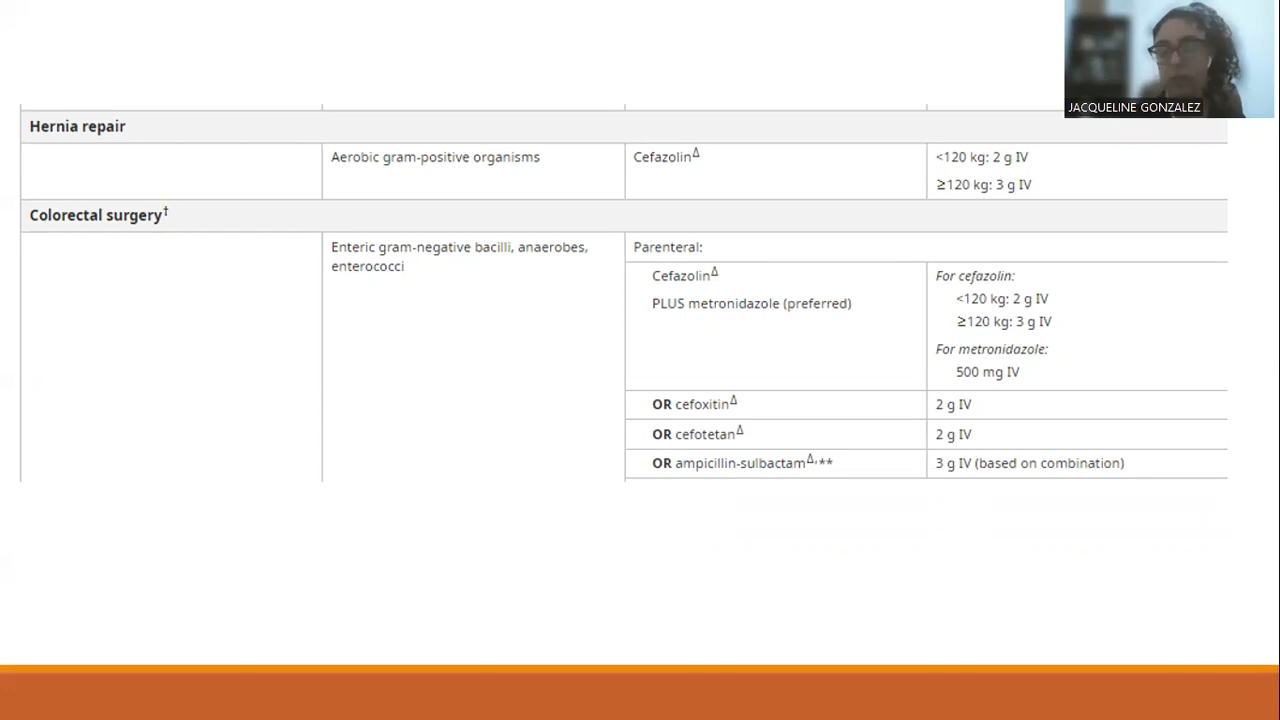 JACQUELINE GONZALEZ
Hernia repair
Aerobic gram-positive organisms
CefazolinΔ
<120 kg: 2 g IV
≥120 kg: 3 g IV
Colorectal surgery†
Enteric gram-negative bacilli, anaerobes,
enterococci
Parenteral:
CefazolinΔ
PLUS metronidazole (preferred)
For cefazolin:
<120 kg: 2 g IV
≥120 kg: 3 g IV
For metronidazole:
500 mg IV
OR cefoxitinΔ
2 g IV
OR cefotetanΔ
2 g IV
OR ampicillin-sulbactamΔ,**
3 g IV (based on combination)